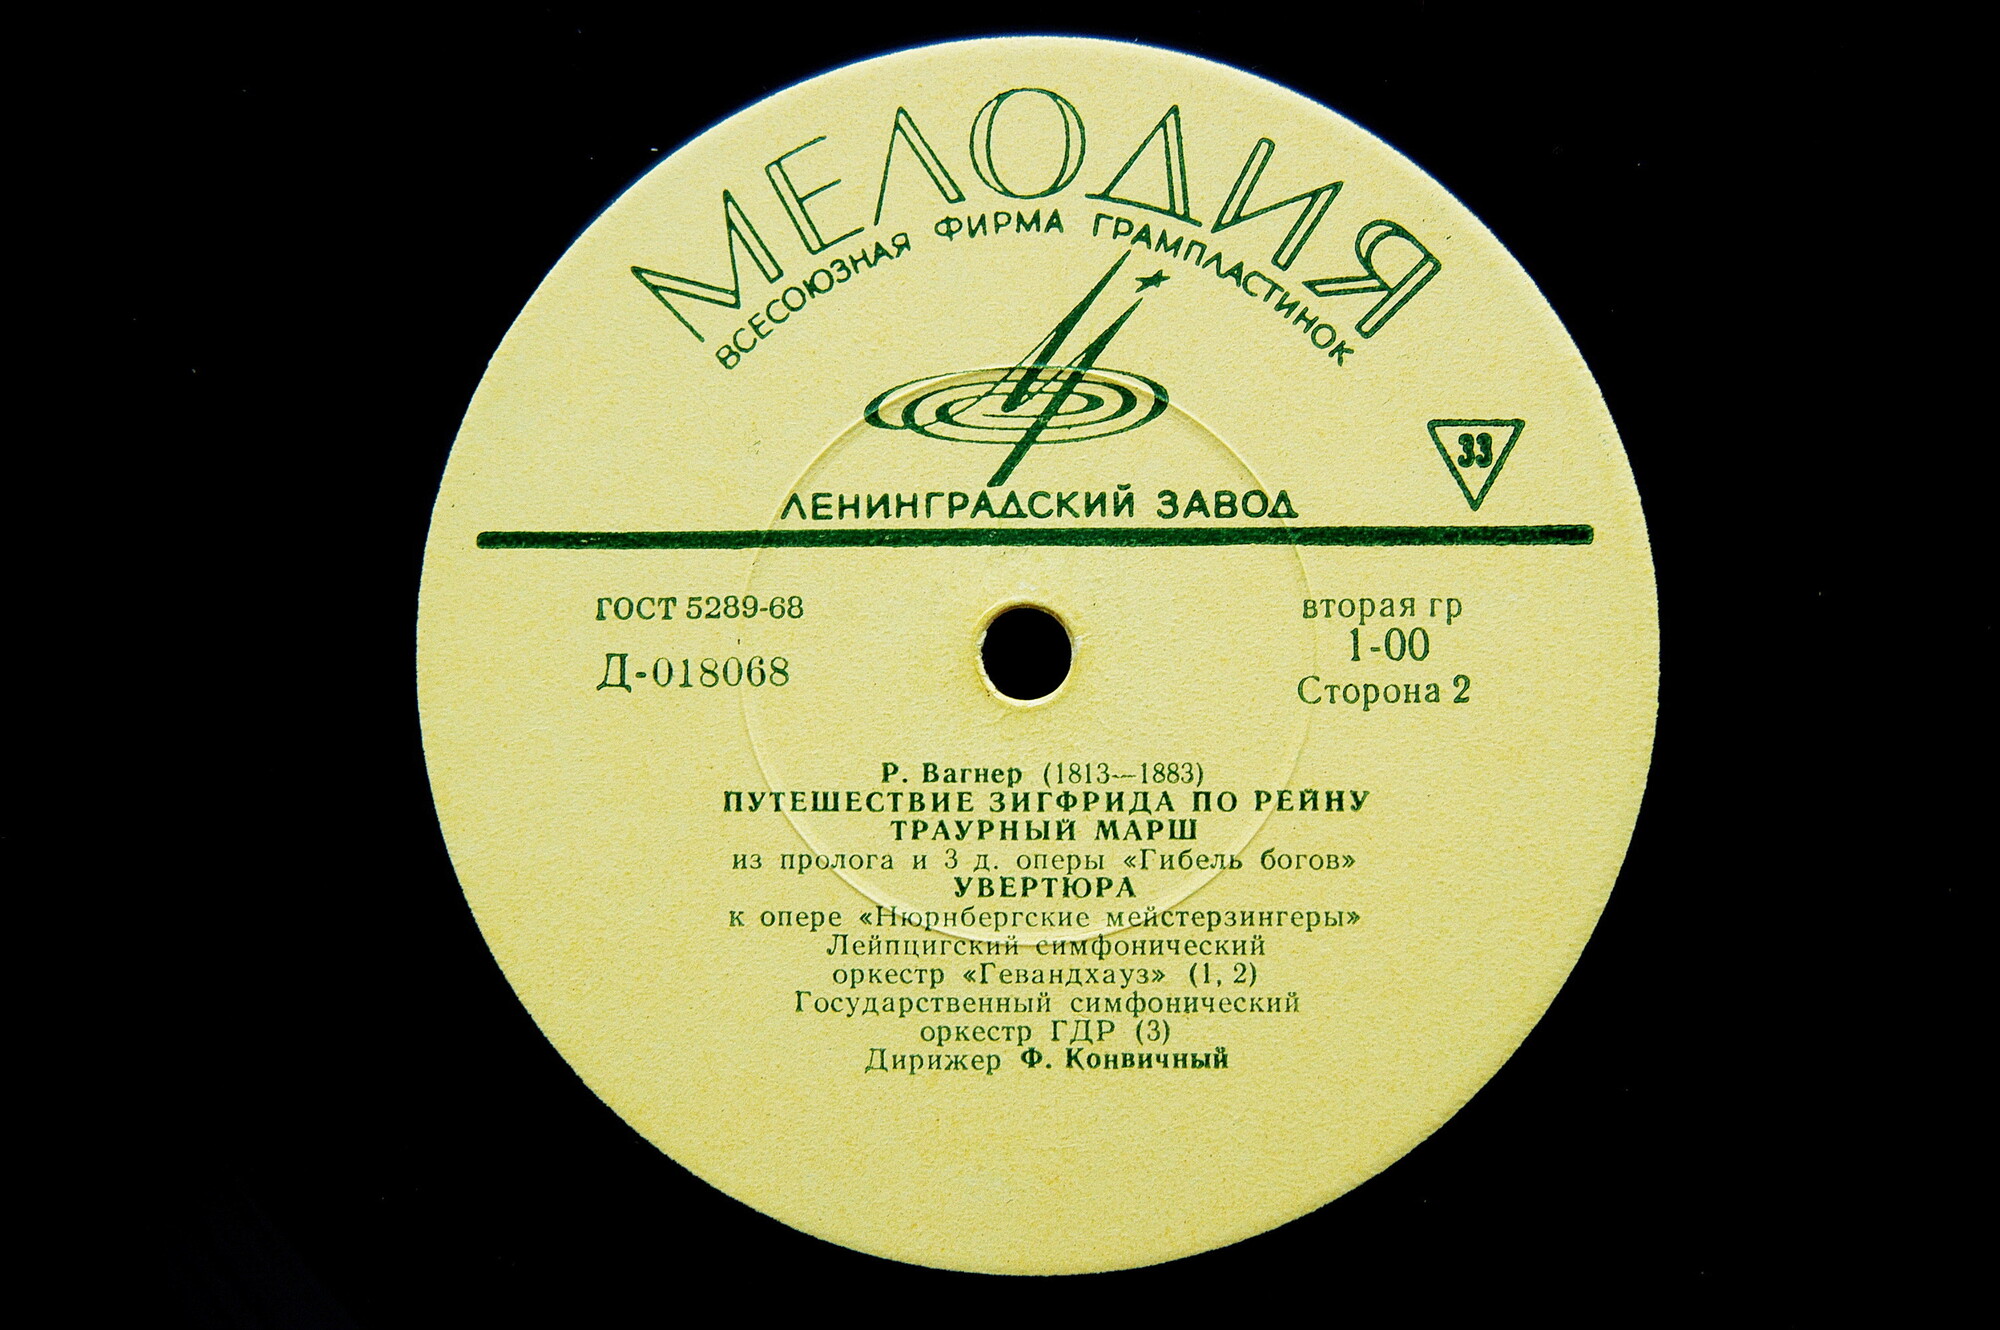 МЕЛОДИЯ
ВСЕСОЮЗНАЯ ФИРМА ГРАМПЛАСТИНОК
33
ЛЕНИНГРАДСКИЙ ЗАВОД
ГОСТ 5289-68
Д-018068
вторая гр
1-00
Сторона 2
Р. Вагнер (1813—1883)
ПУТЕШЕСТВИЕ ЗИГФРИДА ПО РЕЙНУ
ТРАУРНЫЙ МАРШ
из пролога и 3 д. оперы «Гибель богов»
УВЕРТЮРА
к опере «Нюрнбергские мейстерзингеры»
Лейпцигский симфонический
оркестр «Гевандхауз» (1, 2)
Государственный симфонический
оркестр ГДР (3)
Дирижер Ф. Конвичный